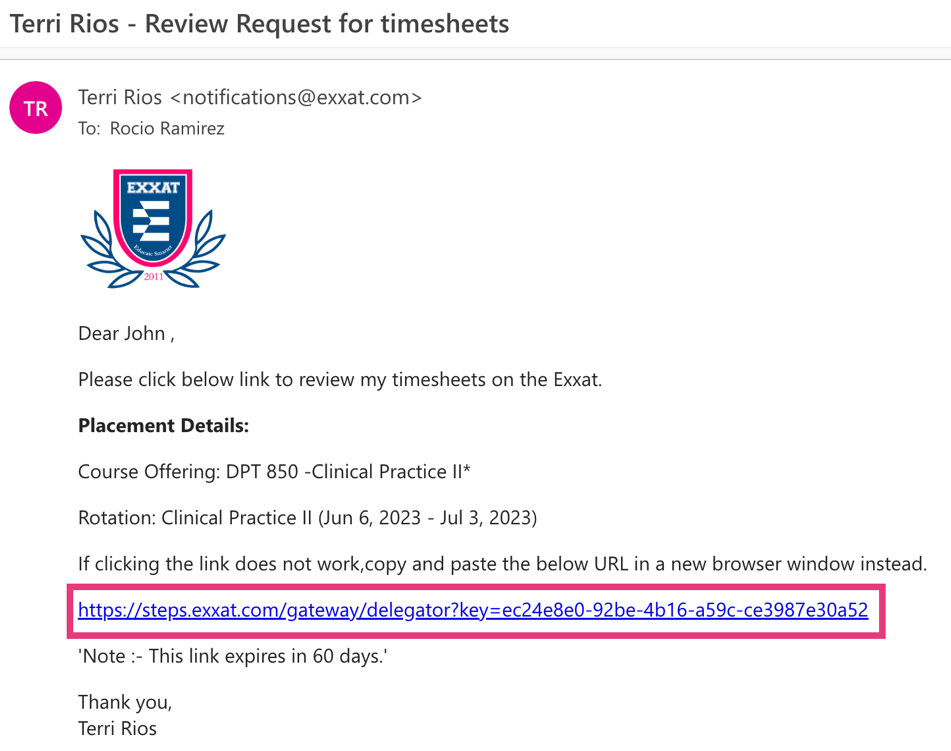 Terri Rios - Review Request for timesheets
TR
Terri Rios <notifications@exxat.com>
To: Rocio Ramirez
EXXAT
Educate Smarter
2011
Dear John ,
Please click below link to review my timesheets on the Exxat.
Placement Details:
Course Offering: DPT 850 -Clinical Practice II*
Rotation: Clinical Practice II (Jun 6, 2023 - Jul 3, 2023)
If clicking the link does not work,copy and paste the below URL in a new browser window instead.
https://steps.exxat.com/gateway/delegator?key=ec24e8e0-92be-4b16-a59c-ce3987e30a52
'Note :- This link expires in 60 days.'
Thank you,
Terri Rios